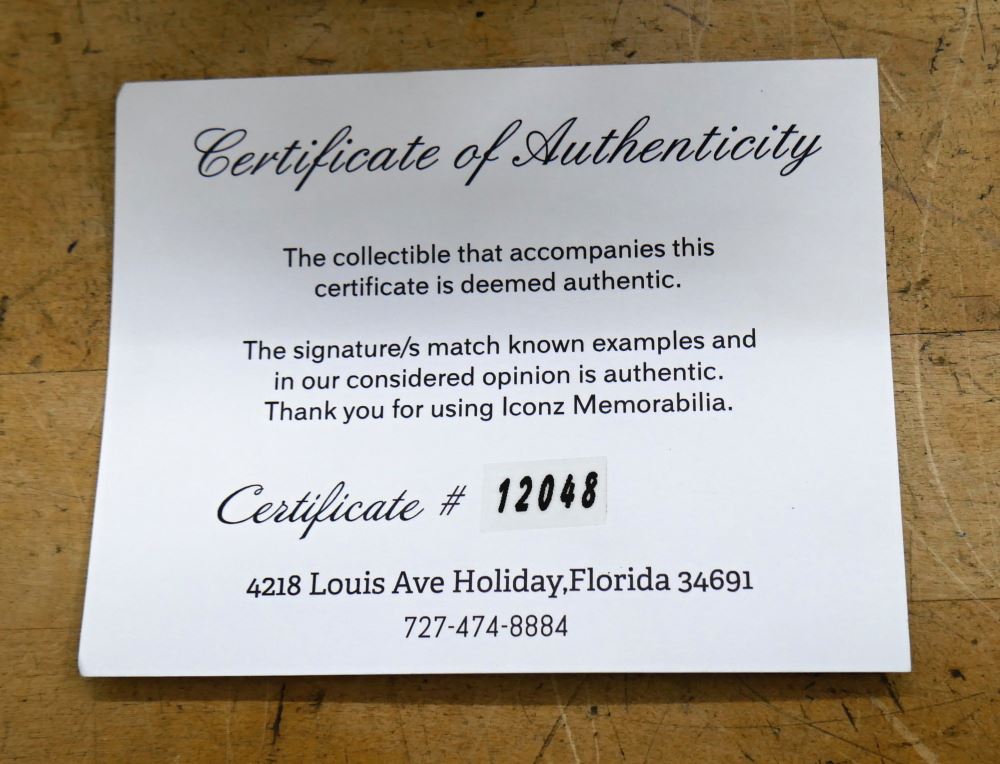 Certificate of Authenticity
The collectible that accompanies this
certificate is deemed authentic.
The signature/s match known examples and
in our considered opinion is authentic.
Thank you for using Iconz Memorabilia.
Certificate # 12048
4218 Louis Ave Holiday,Florida 34691
727-474-8884